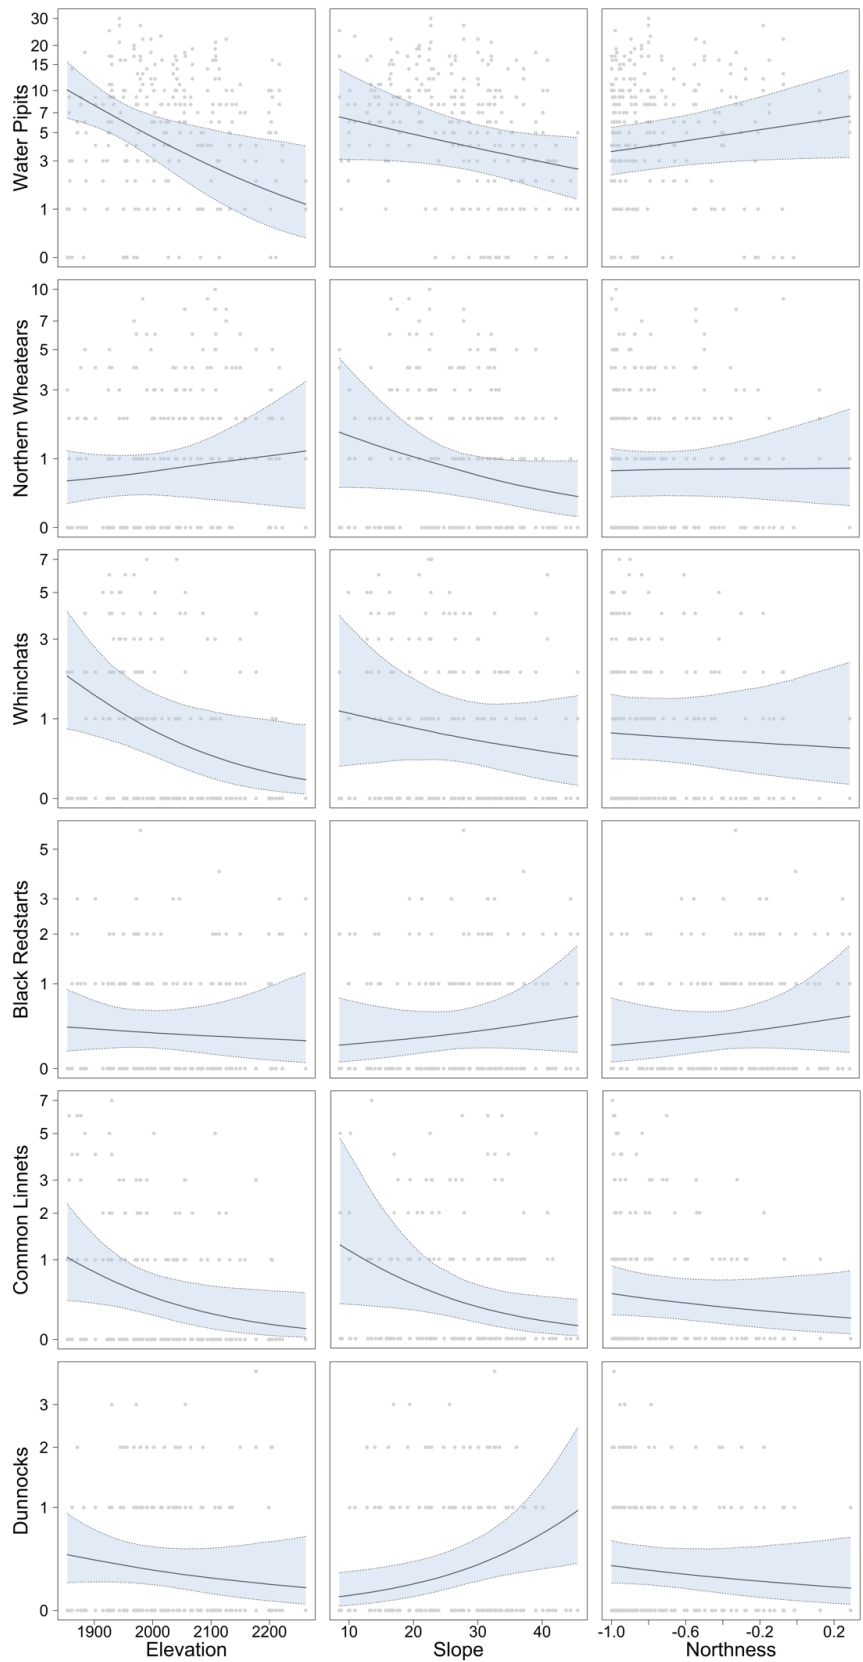 Water Pipits
30
20
15
10
7
5
3
1
0
Northern Wheatears
10
7
5
3
1
0
Whinchats
7
5
3
1
0
Black Redstarts
5
3
2
1
0
Common Linnets
7
5
3
2
1
0
Dunnocks
3
2
1
0
1900 2000 2100 2200
Elevation
10 20 30 40
Slope
-1.0 -0.6 -0.2 0.2
Northness